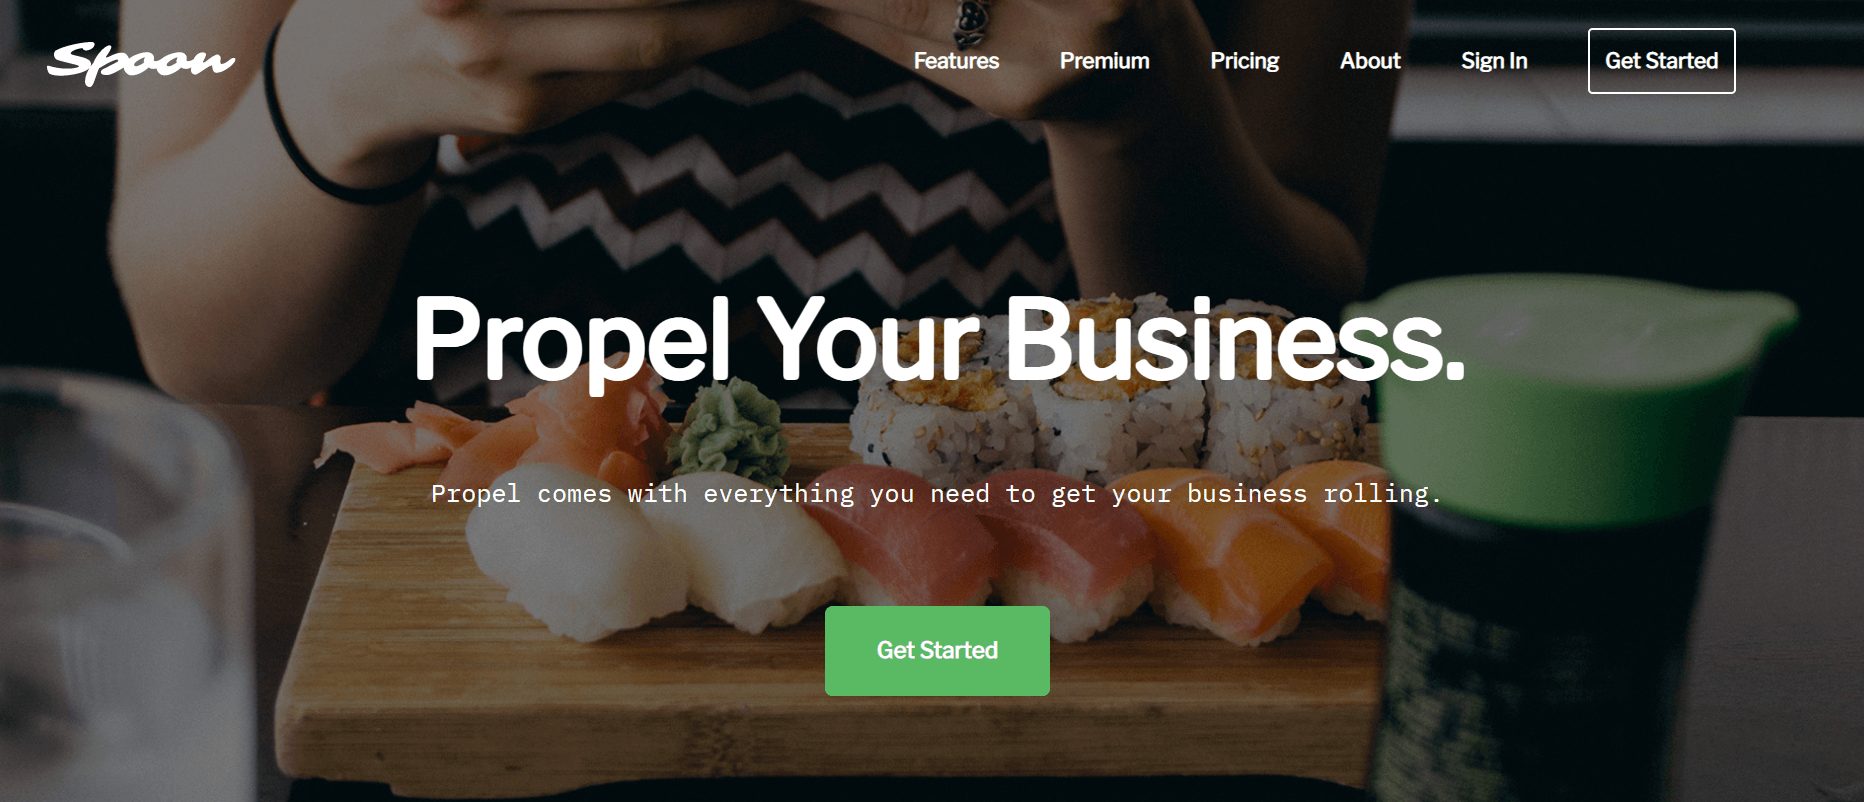 Spoon
Features Premium Pricing About Sign In Get Started
Propel Your Business.
Propel comes with everything you need to get your business rolling.
Get Started